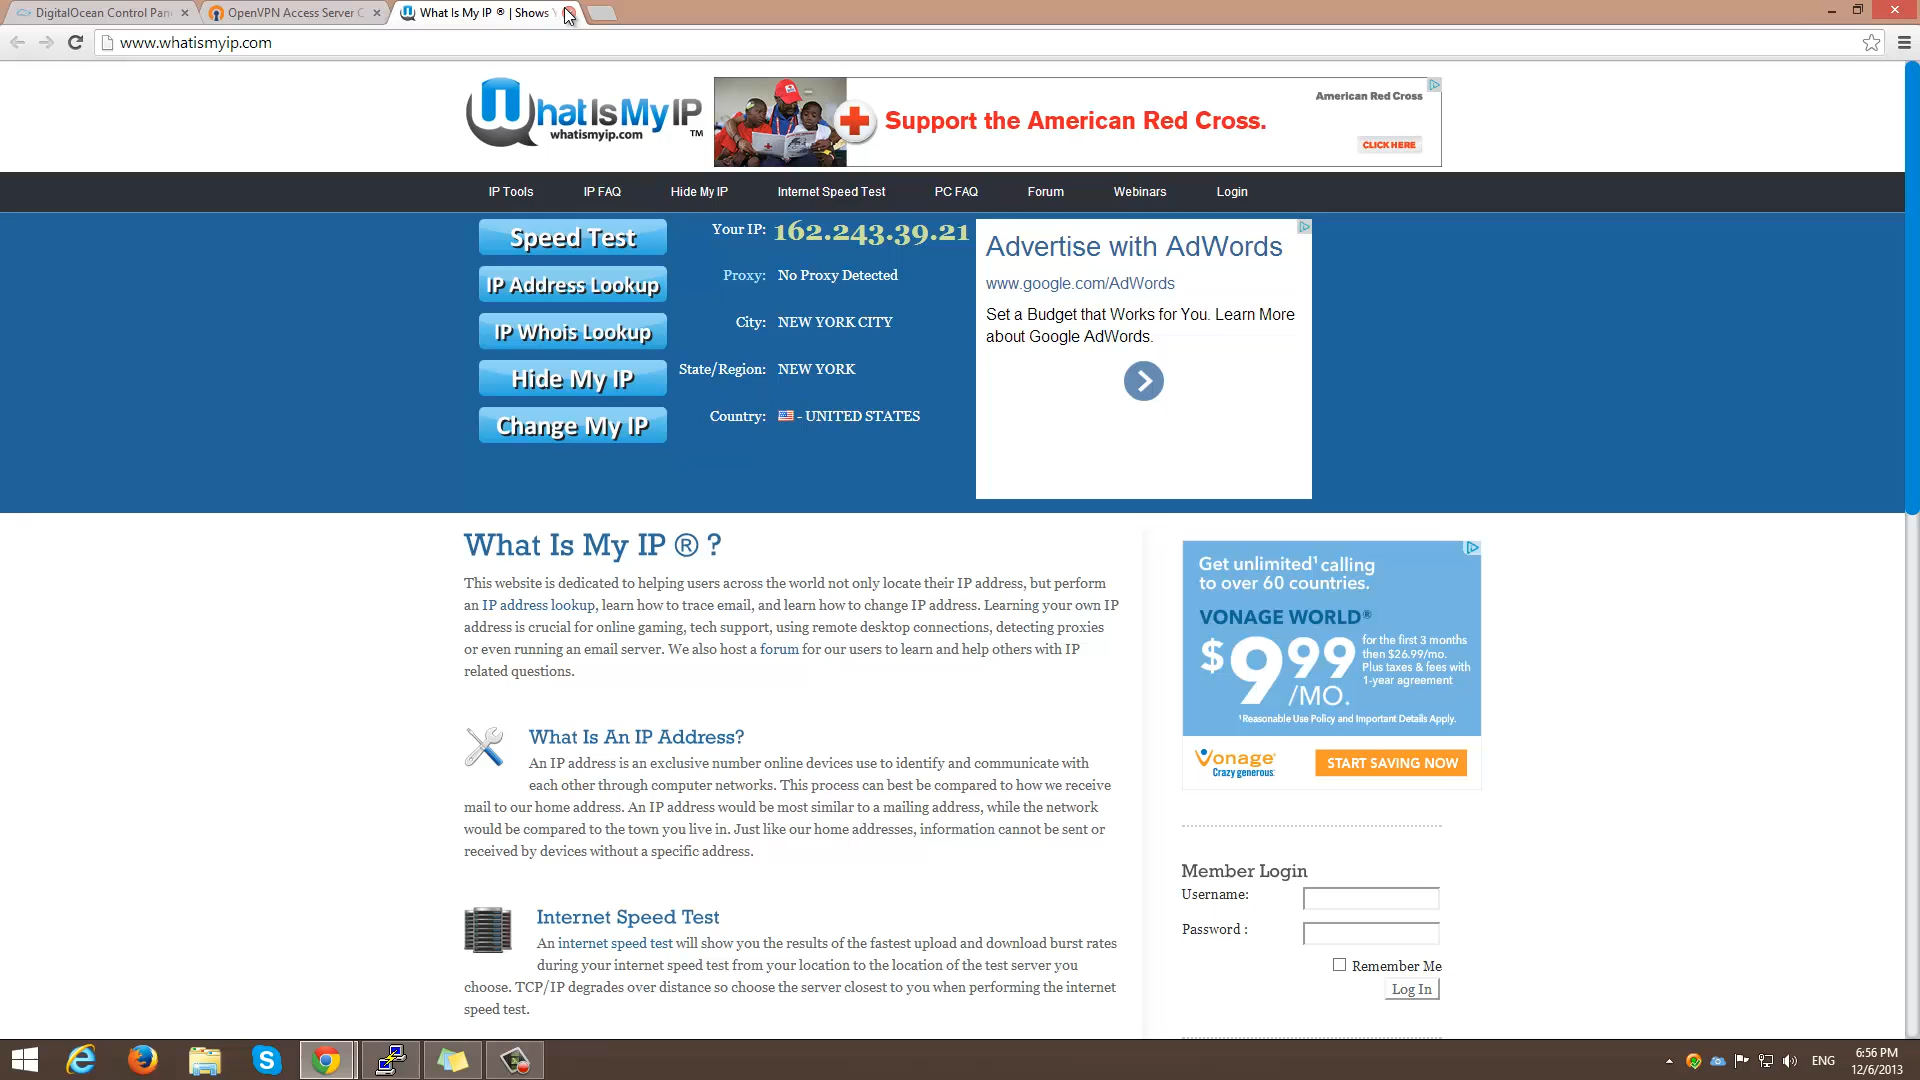 DigitalOcean Control Pan
OpenVPN Access Server C
What Is My IP ® | Shows
www.whatismyip.com
WhatIsMyIP
whatismyip.com
TM
Support the American Red Cross.
American Red Cross
CLICK HERE
IP Tools
IP FAQ
Hide My IP
Internet Speed Test
PC FAQ
Forum
Webinars
Login
Speed Test
IP Address Lookup
IP Whois Lookup
Hide My IP
Change My IP
Your IP: 162.243.39.21
Proxy: No Proxy Detected
City: NEW YORK CITY
State/Region: NEW YORK
Country: - UNITED STATES
Advertise with AdWords
www.google.com/AdWords
Set a Budget that Works for You. Learn More
about Google AdWords.
What Is My IP ® ?
This website is dedicated to helping users across the world not only locate their IP address, but perform
an IP address lookup, learn how to trace email, and learn how to change IP address. Learning your own IP
address is crucial for online gaming, tech support, using remote desktop connections, detecting proxies
or even running an email server. We also host a forum for our users to learn and help others with IP
related questions.
What Is An IP Address?
An IP address is an exclusive number online devices use to identify and communicate with
each other through computer networks. This process can best be compared to how we receive
mail to our home address. An IP address would be most similar to a mailing address, while the network
would be compared to the town you live in. Just like our home addresses, information cannot be sent or
received by devices without a specific address.
Internet Speed Test
An internet speed test will show you the results of the fastest upload and download burst rates
during your internet speed test from your location to the location of the test server you
choose. TCP/IP degrades over distance so choose the server closest to you when performing the internet
speed test.
Get unlimited¹ calling
to over 60 countries.
VONAGE WORLD®
$9.99/MO.
for the first 3 months
then $26.99/mo.
Plus taxes & fees with
1-year agreement
¹Reasonable Use Policy and Important Details Apply.
Vonage®
Crazy generous.
START SAVING NOW
Member Login
Username:
Password :
Remember Me
Log In
ENG
6:56 PM
12/6/2013